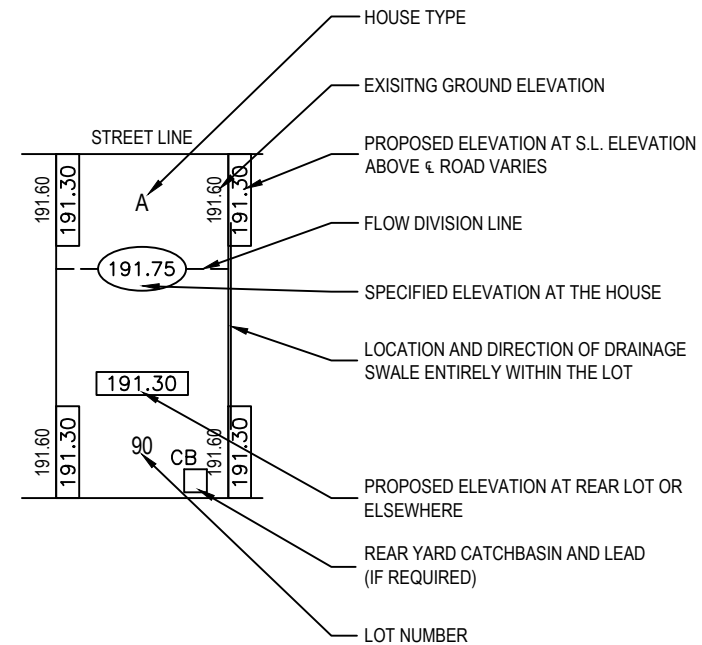 HOUSE TYPE
EXISITNG GROUND ELEVATION
STREET LINE
PROPOSED ELEVATION AT S.L. ELEVATION
ABOVE ℄ ROAD VARIES
191.60
191.30
A
191.60
191.30
FLOW DIVISION LINE
191.75
SPECIFIED ELEVATION AT THE HOUSE
LOCATION AND DIRECTION OF DRAINAGE
SWALE ENTIRELY WITHIN THE LOT
191.30
191.60
191.30
90
CB
191.60
191.30
PROPOSED ELEVATION AT REAR LOT OR
ELSEWHERE
REAR YARD CATCHBASIN AND LEAD
(IF REQUIRED)
LOT NUMBER